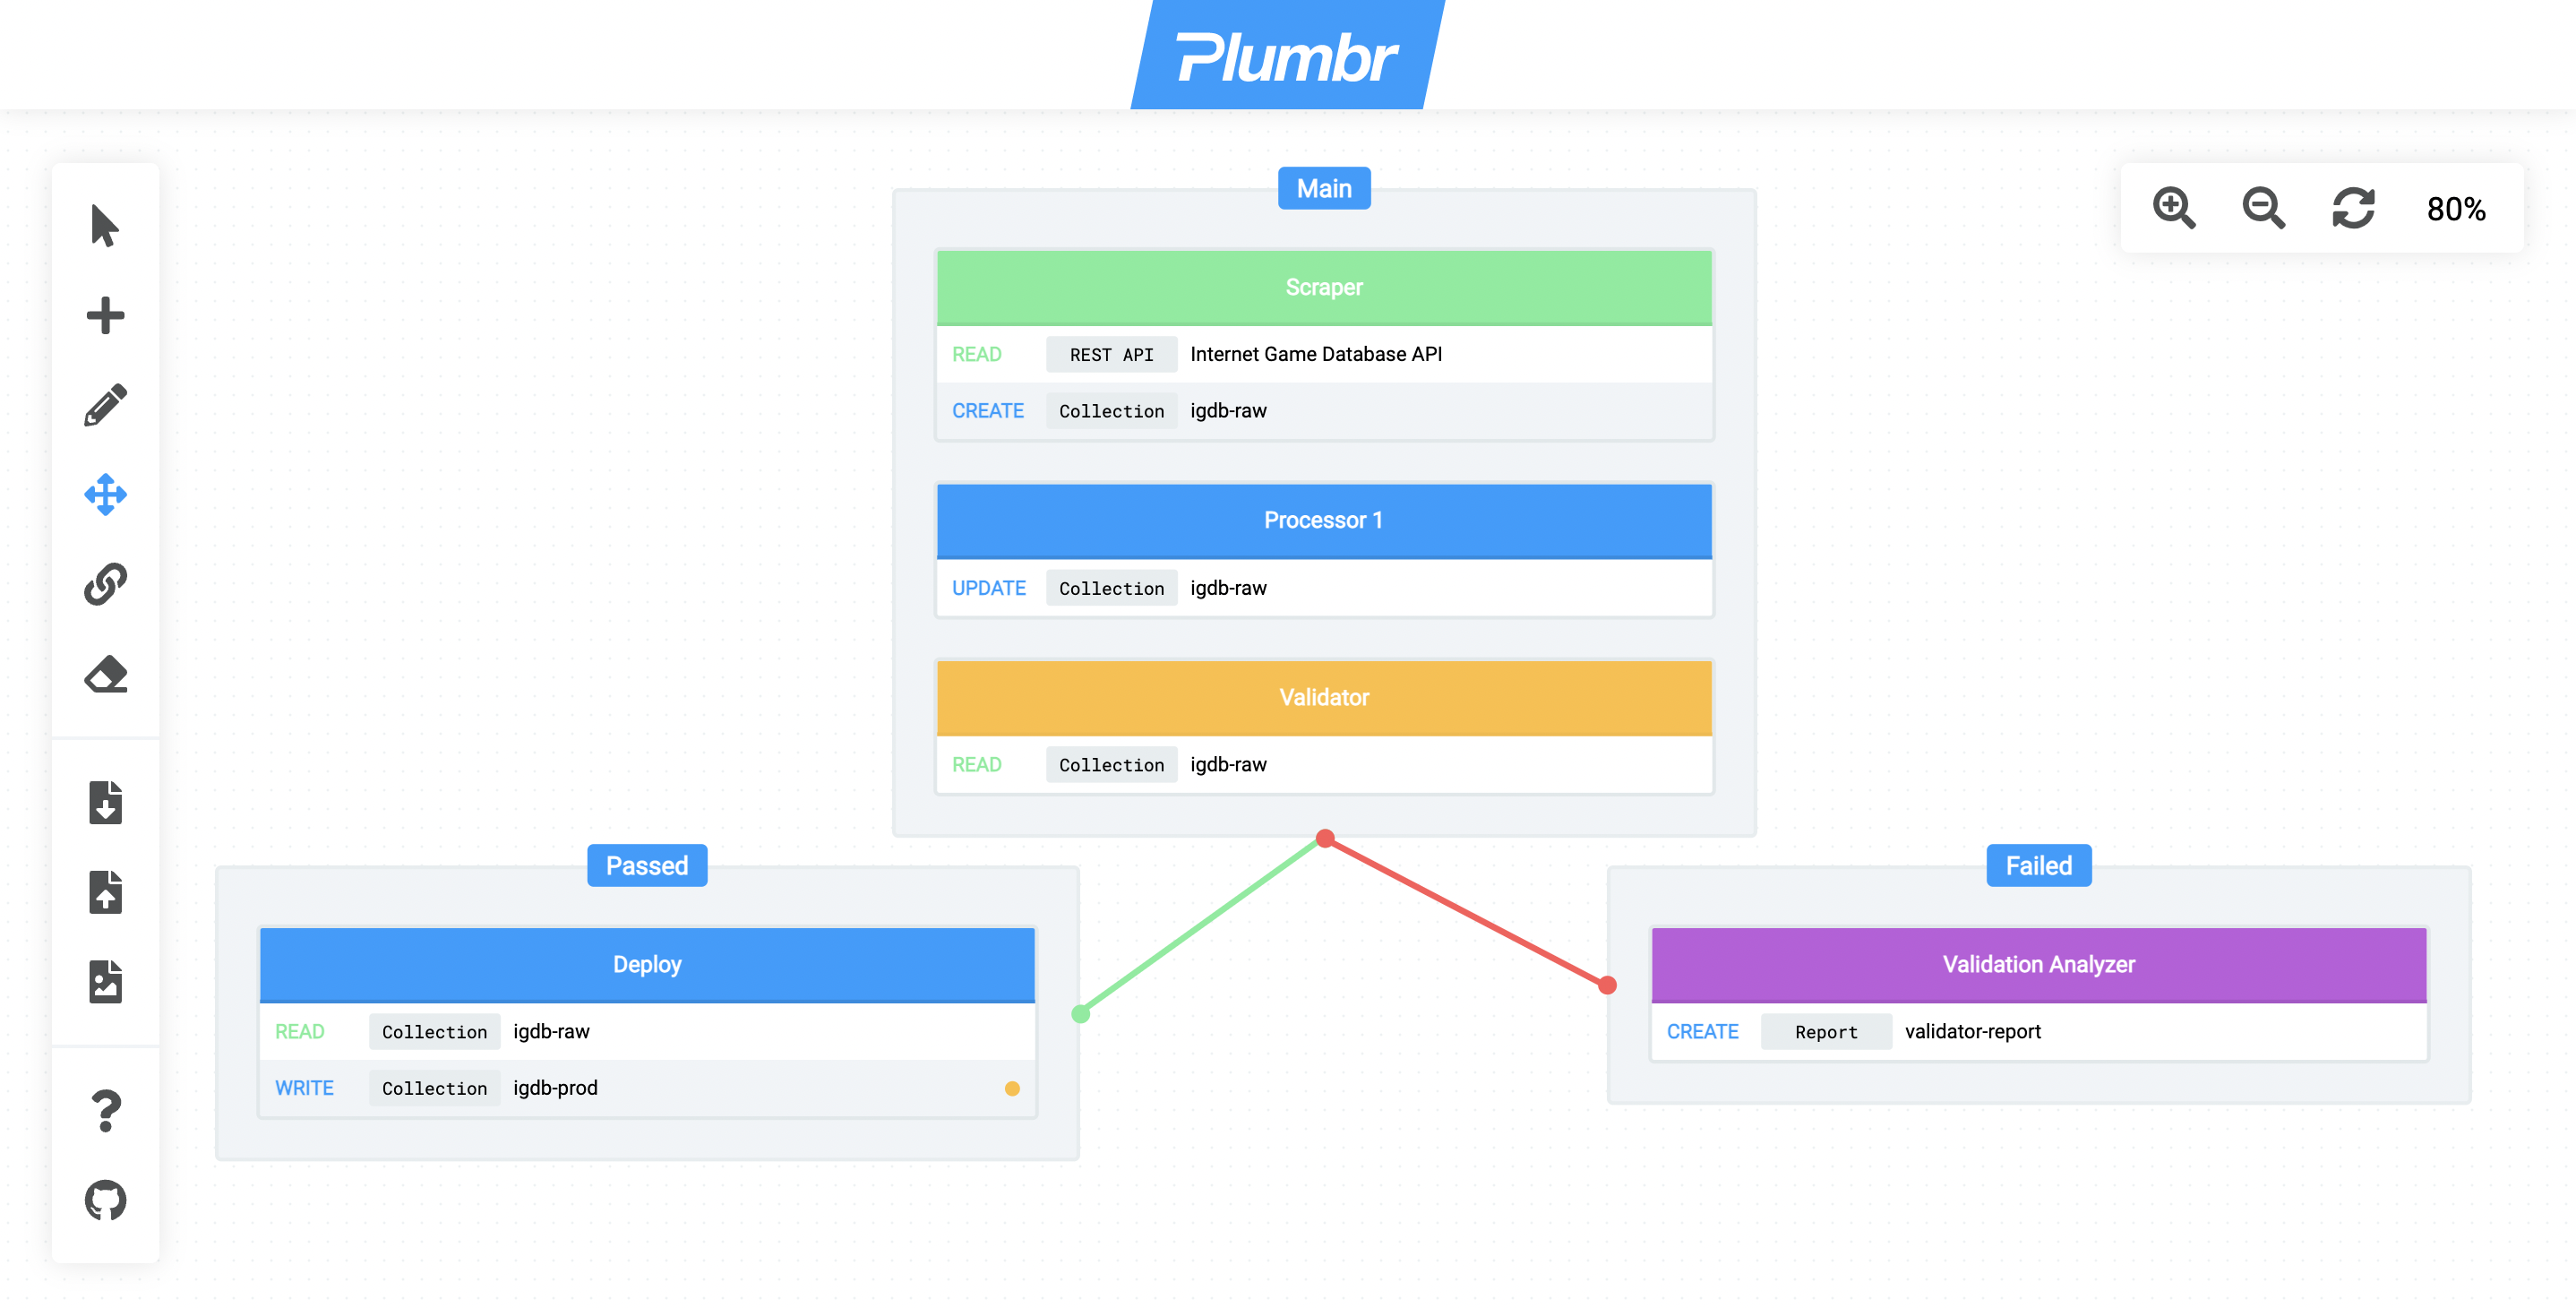 Plumbr
80%
Main
Scraper
READ REST API Internet Game Database API
CREATE Collection igdb-raw
Processor 1
UPDATE Collection igdb-raw
Validator
READ Collection igdb-raw
Passed
Deploy
READ Collection igdb-raw
WRITE Collection igdb-prod
Failed
Validation Analyzer
CREATE Report validator-report